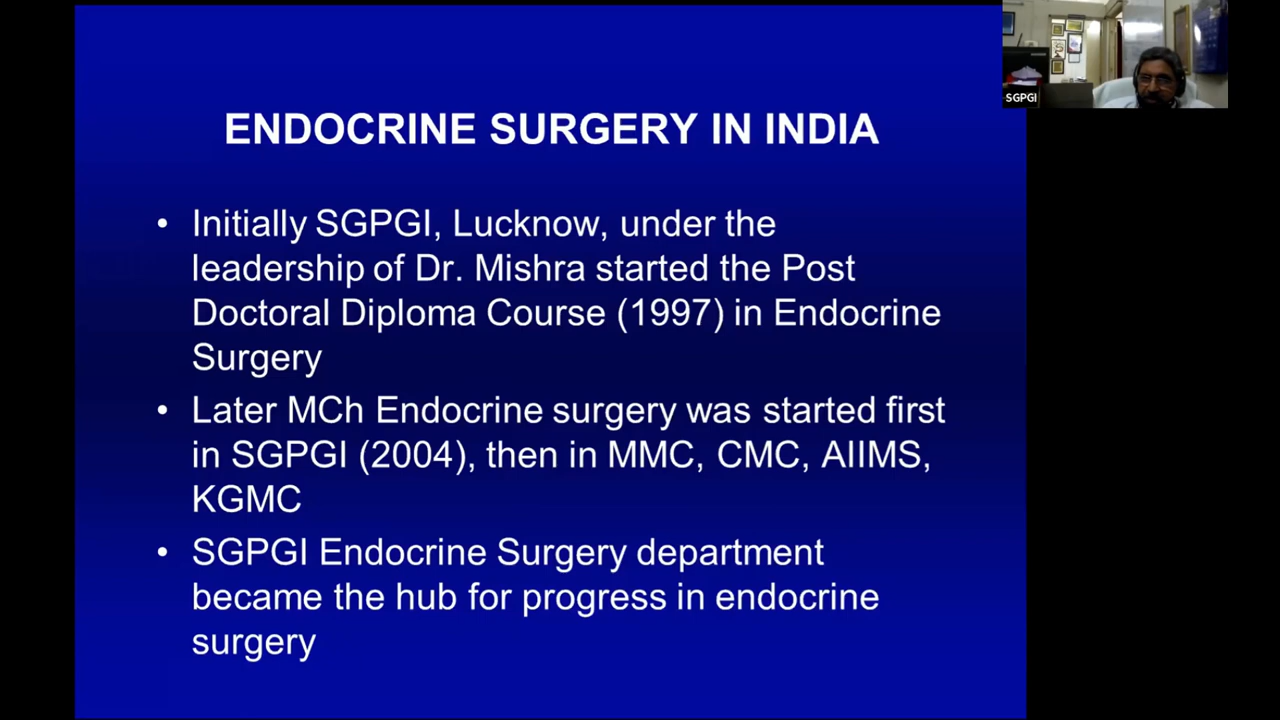 ENDOCRINE SURGERY IN INDIA
• Initially SGPGI, Lucknow, under the
leadership of Dr. Mishra started the Post
Doctoral Diploma Course (1997) in Endocrine
Surgery
• Later MCh Endocrine surgery was started first
in SGPGI (2004), then in MMC, CMC, AIIMS,
KGMC
• SGPGI Endocrine Surgery department
became the hub for progress in endocrine
surgery
SGPGI